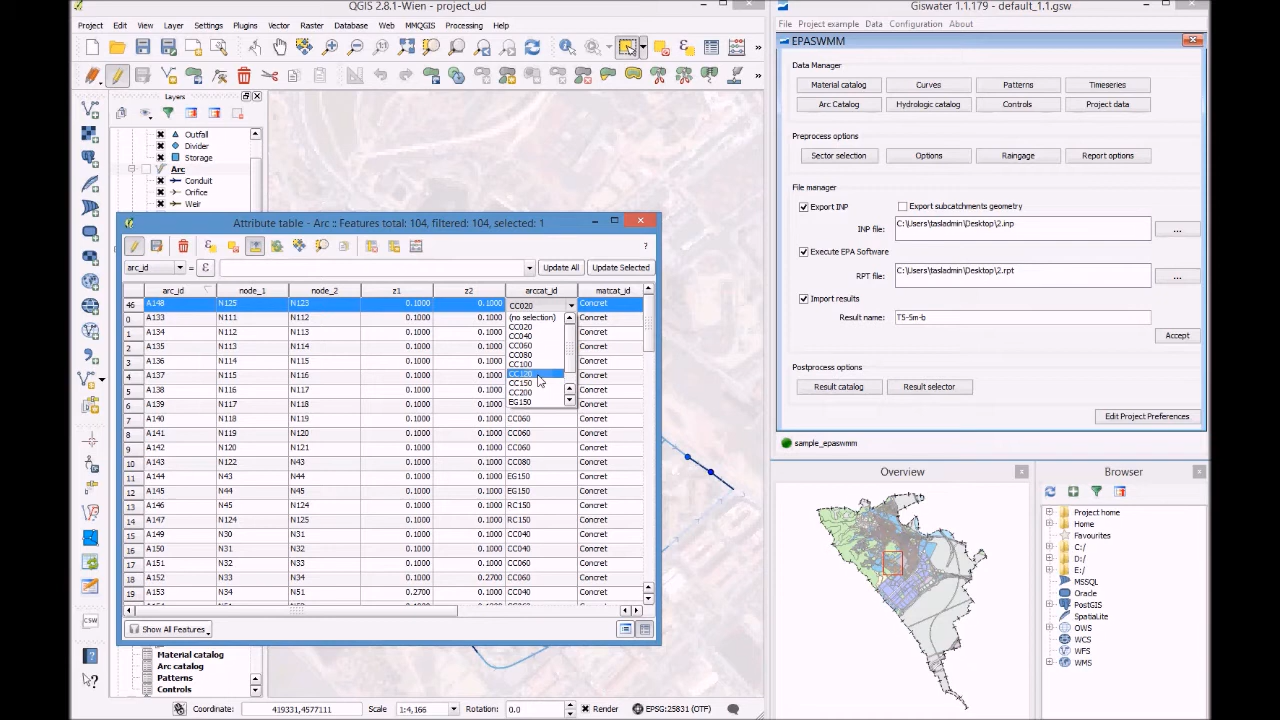 QGIS 2.8.1-Wien - project_ud
Project Edit View Layer Settings Plugins Vector Raster Database Web MMQGIS Processing Help
Layers
Outfall
Divider
Storage
Arc
Conduit
Orifice
Weir
Attribute table - Arc :: Features total: 104, filtered: 104, selected: 1
?
arc_id = ε Update All Update Selected
arc_id node_1 node_2 z1 z2 arccat_id matcat_id
46 A148 N125 N123 0.1000 0.1000 CC020 Concret
0 A133 N111 N112 0.1000 0.1000 (no selection) Concret
CC020
1 A134 N112 N113 0.1000 0.1000 CC040 Concret
2 A135 N113 N114 0.1000 0.1000 CC060 Concret
CC080
3 A136 N114 N115 0.1000 0.1000 CC100 Concret
4 A137 N115 N116 0.1000 0.1000 CC120 Concret
CC150
5 A138 N116 N117 0.1000 0.1000 CC200 Concret
6 A139 N117 N118 0.1000 0.1000 EG150 Concret
7 A140 N118 N119 0.1000 0.1000 CC060 Concret
8 A141 N119 N120 0.1000 0.1000 CC060 Concret
9 A142 N120 N121 0.1000 0.1000 CC060 Concret
10 A143 N122 N43 0.1000 0.1000 CC080 Concret
11 A144 N43 N44 0.1000 0.1000 EG150 Concret
12 A145 N44 N45 0.1000 0.1000 EG150 Concret
13 A146 N45 N124 0.1000 0.1000 RC150 Concret
14 A147 N124 N125 0.1000 0.1000 RC150 Concret
15 A149 N30 N31 0.1000 0.1000 CC040 Concret
16 A150 N31 N32 0.1000 0.1000 CC040 Concret
17 A151 N32 N33 0.1000 0.1000 CC060 Concret
18 A152 N33 N34 0.1000 0.2700 CC060 Concret
19 A153 N34 N51 0.2700 0.1000 CC040 Concret
Show All Features
CSW
Material catalog
Arc catalog
Patterns
Controls
Coordinate: 419331,4577111 Scale 1:4,166 Rotation: 0.0 Render EPSG:25831 (OTF)
Giswater 1.1.179 - default_1.1.gsw
File Project example Data Configuration About
EPASWMM
Data Manager
Material catalog Curves Patterns Timeseries
Arc Catalog Hydrologic catalog Controls Project data
Preprocess options
Sector selection Options Raingage Report options
File manager
Export INP Export subcatchments geometry
INP file: C:\Users\tasladmin\Desktop\2.inp ...
Execute EPA Software
RPT file: C:\Users\tasladmin\Desktop\2.rpt ...
Import results
Result name: T5-5m-b
Accept
Postprocess options
Result catalog Result selector
Edit Project Preferences
sample_epaswmm
Overview
Browser
Project home
Home
Favourites
C:/
D:/
E:/
MSSQL
Oracle
PostGIS
SpatiaLite
OWS
WCS
WFS
WMS